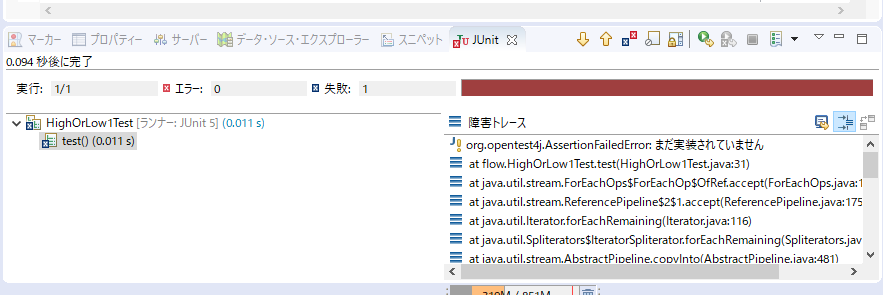 マーカー プロパティー サーバー データ・ソース・エクスプローラー スニペット JUnit
0.094 秒後に完了
実行: 1/1 エラー: 0 失敗: 1
HighOrLow1Test [ランナー: JUnit 5] (0.011 s)
test() (0.011 s)
障害トレース
org.opentest4j.AssertionFailedError: まだ実装されていません
at flow.HighOrLow1Test.test(HighOrLow1Test.java:31)
at java.util.stream.ForEachOps$ForEachOp$OfRef.accept(ForEachOps.java:1
at java.util.stream.ReferencePipeline$2$1.accept(ReferencePipeline.java:175
at java.util.Iterator.forEachRemaining(Iterator.java:116)
at java.util.Spliterators$IteratorSpliterator.forEachRemaining(Spliterators.jav
at java.util.stream.AbstractPipeline.copyInto(AbstractPipeline.java:481)